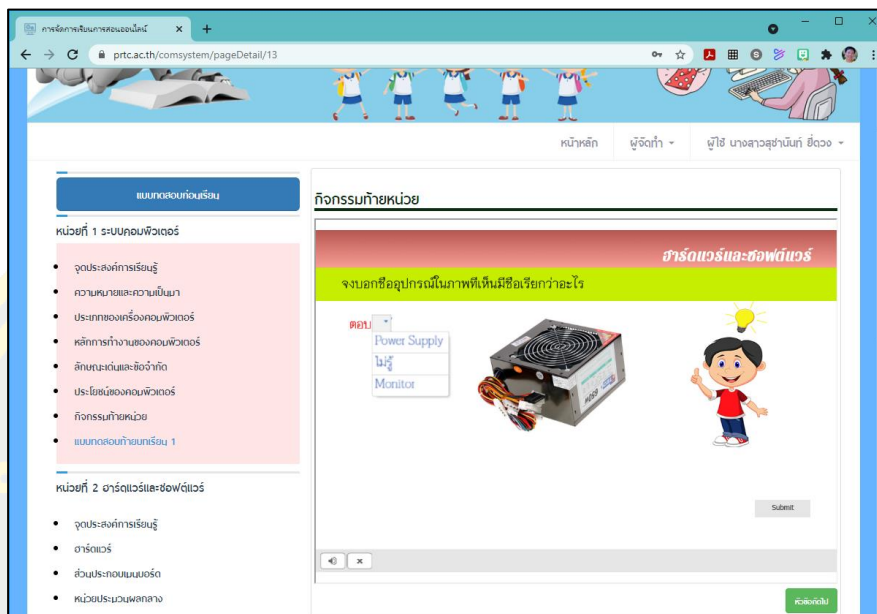 การจัดการเรียนการสอนออนไลน์
prtc.ac.th/comsystem/pageDetail/13
หน้าหลัก ผู้จัดทำ ผู้ใช้ นางสาวสุชานันท์ ยี่ดวง
แบบทดสอบก่อนเรียน
หน่วยที่ 1 ระบบคอมพิวเตอร์
จุดประสงค์การเรียนรู้
ความหมายและความเป็นมา
ประเภทของเครื่องคอมพิวเตอร์
หลักการทำงานของคอมพิวเตอร์
ลักษณะเด่นและข้อจำกัด
ประโยชน์ของคอมพิวเตอร์
กิจกรรมท้ายหน่วย
แบบทดสอบท้ายบทเรียน 1
หน่วยที่ 2 ฮาร์ดแวร์และซอฟต์แวร์
จุดประสงค์การเรียนรู้
ฮาร์ดแวร์
ส่วนประกอบเมนบอร์ด
หน่วยประมวลผลกลาง
กิจกรรมท้ายหน่วย
ฮาร์ดแวร์และซอฟต์แวร์
จงบอกชื่ออุปกรณ์ในภาพที่เห็นมีชื่อเรียกว่าอะไร
ตอบ
Power Supply
ไม่รู้
Monitor
Submit
หัวข้อถัดไป